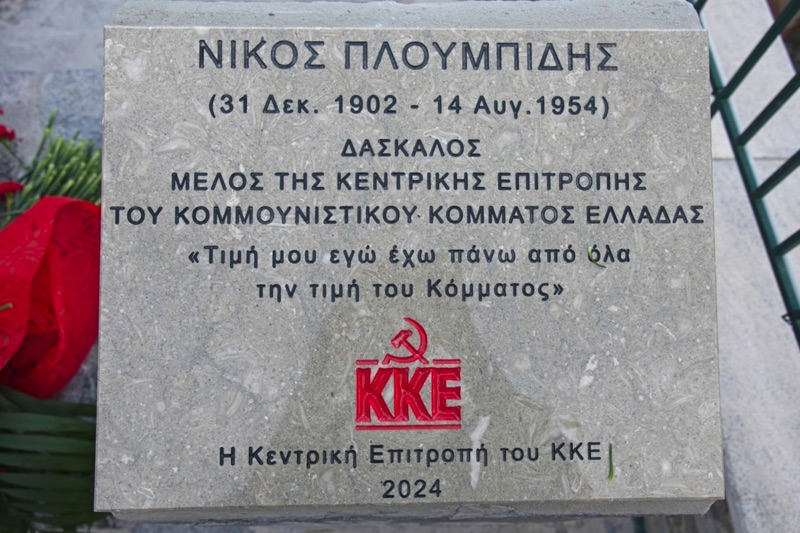 ΝΙΚΟΣ ΠΛΟΥΜΠΙΔΗΣ
(31 Δεκ. 1902 - 14 Αυγ.1954)
ΔΑΣΚΑΛΟΣ
ΜΕΛΟΣ ΤΗΣ ΚΕΝΤΡΙΚΗΣ ΕΠΙΤΡΟΠΗΣ
ΤΟΥ ΚΟΜΜΟΥΝΙΣΤΙΚΟΥ ΚΟΜΜΑΤΟΣ ΕΛΛΑΔΑΣ
«Τιμή μου εγώ έχω πάνω από όλα
την τιμή του Κόμματος»
ΚΚΕ
Η Κεντρική Επιτροπή του ΚΚΕ
2024